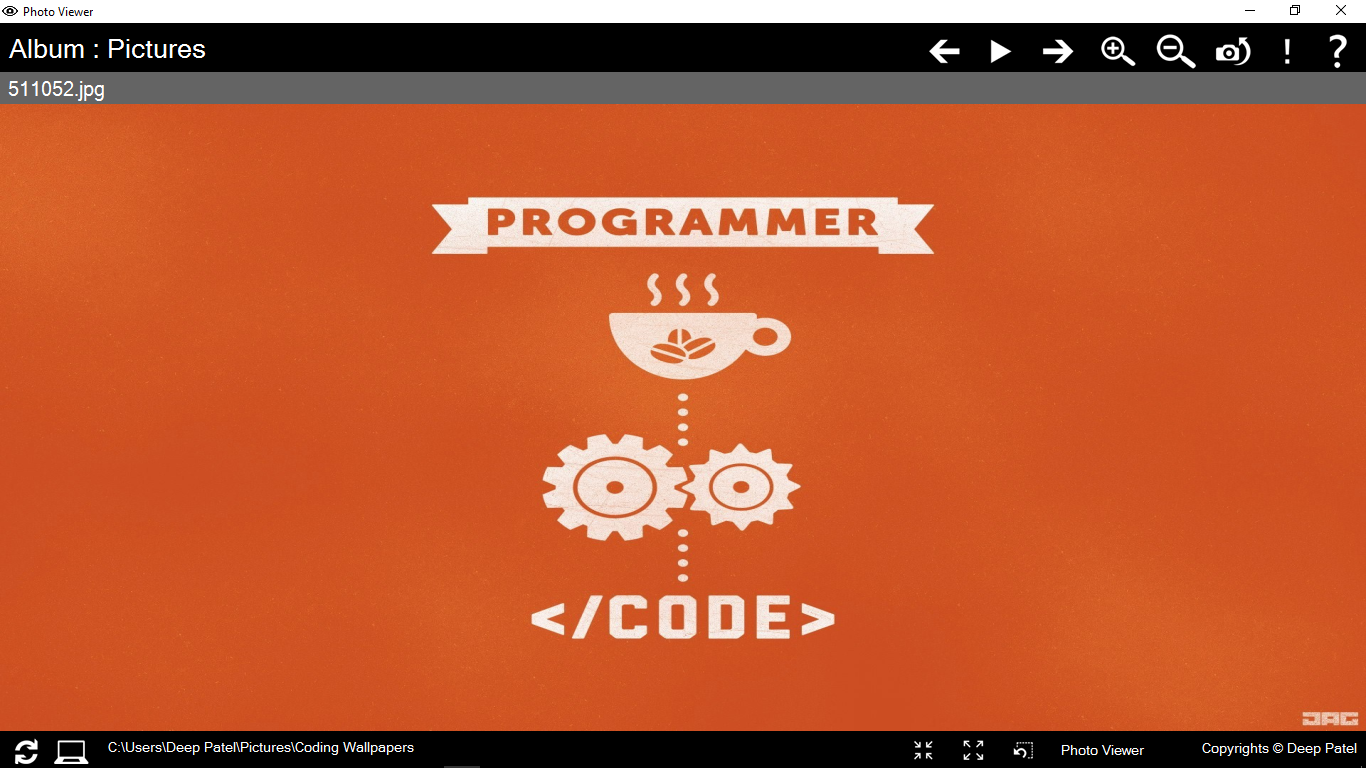 Photo Viewer
Album : Pictures
511052.jpg
PROGRAMMER
</CODE>
JAG
C:\Users\Deep Patel\Pictures\Coding Wallpapers
Photo Viewer
Copyrights © Deep Patel